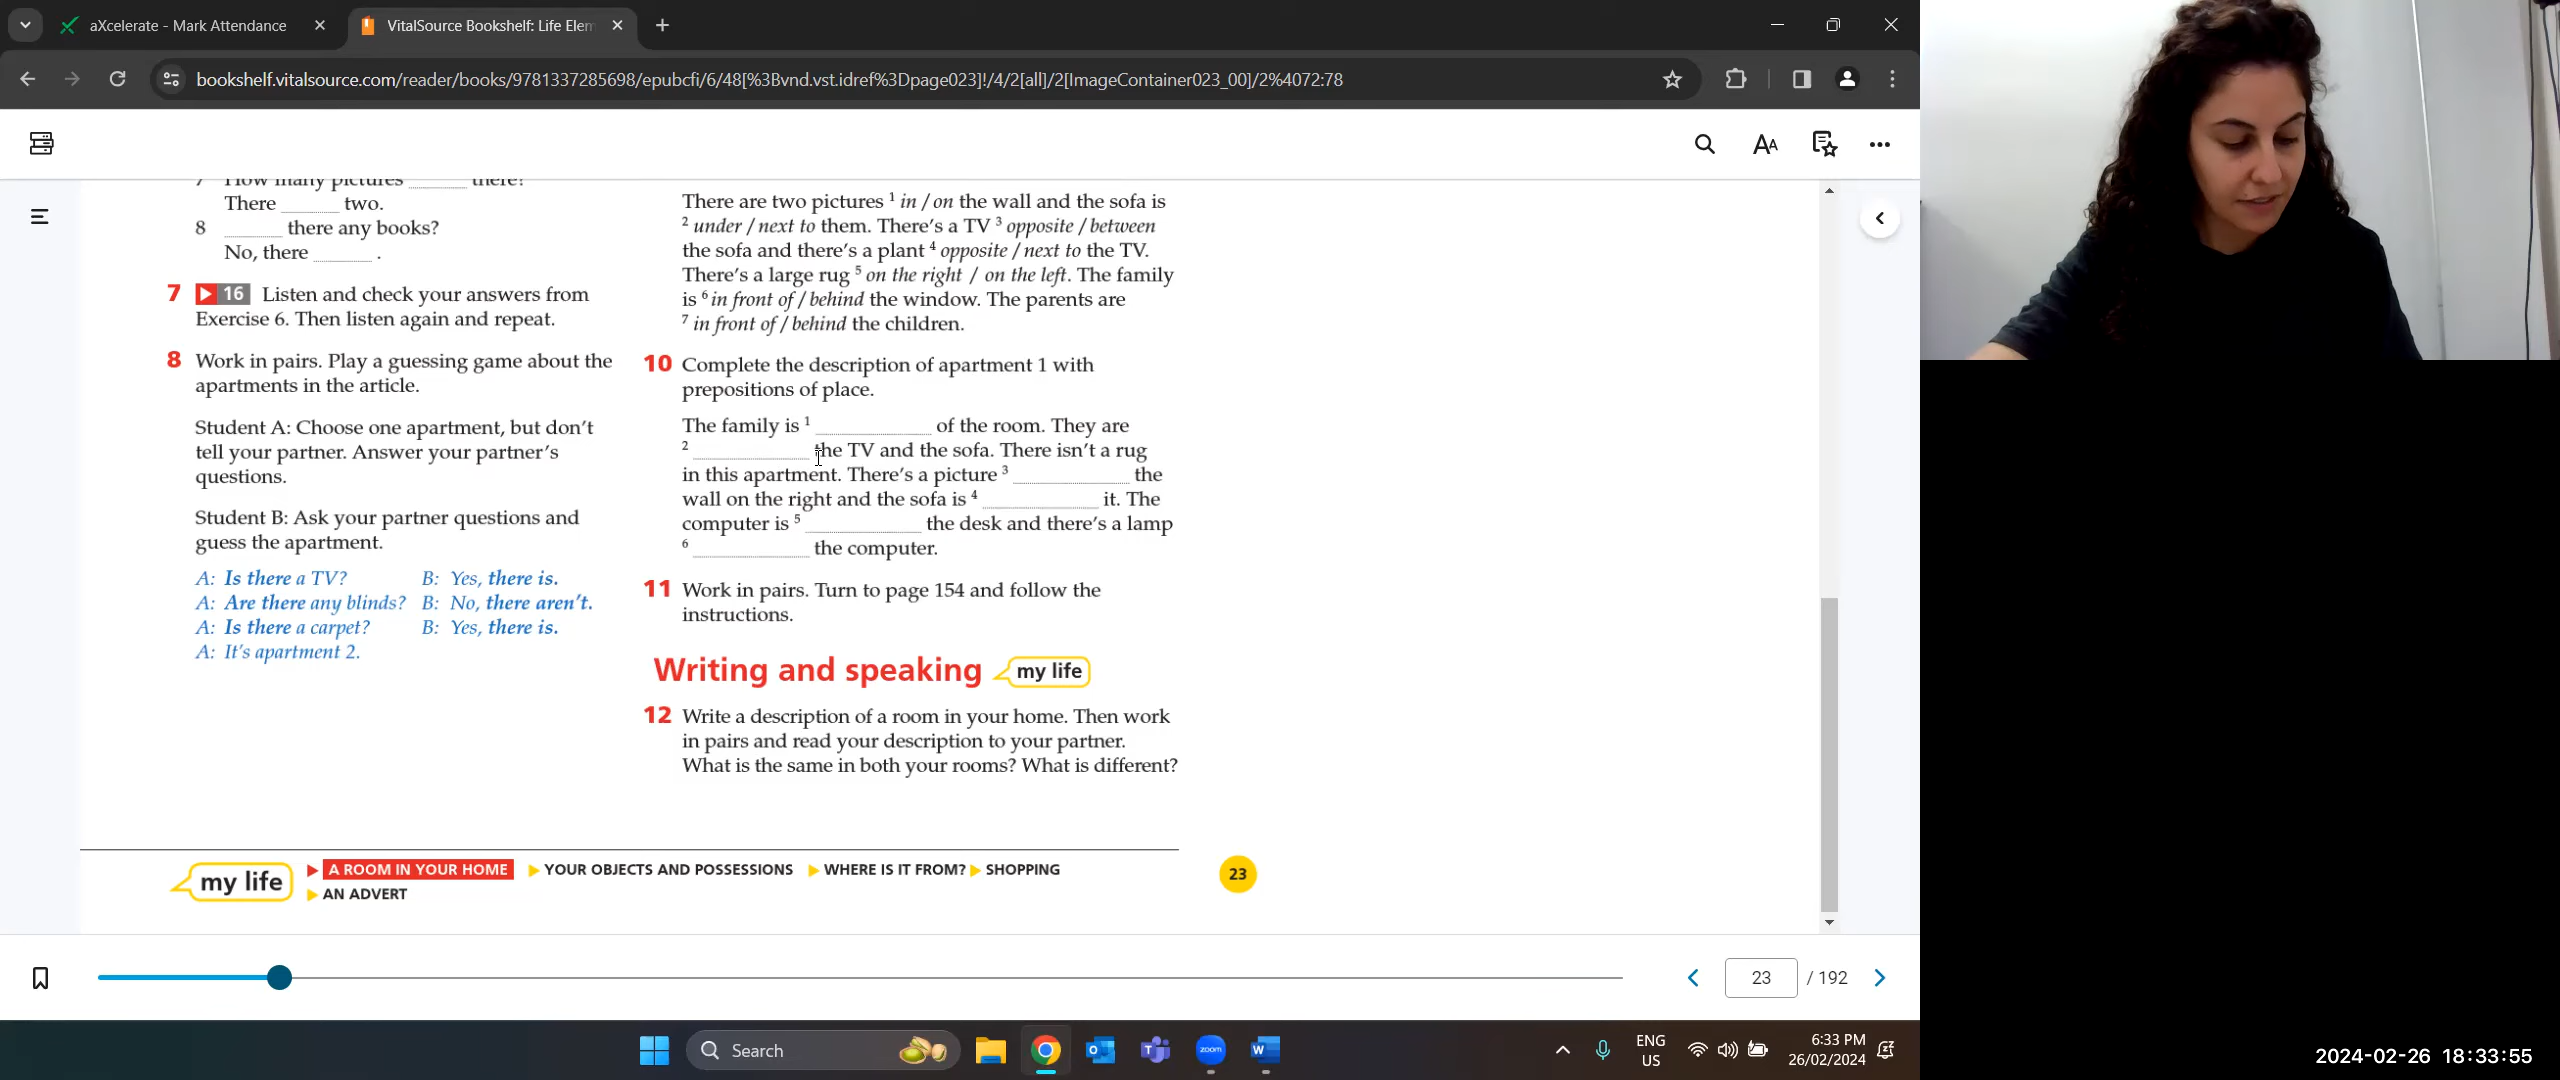 aXcelerate - Mark Attendance
VitalSource Bookshelf: Life Elem
bookshelf.vitalsource.com/reader/books/9781337285698/epubcfi/6/48[%3Bvnd.vst.idref%3Dpage023]!/4/2[all]/2[ImageContainer023_00]/2%4072:78
7 How many pictures ______ there?
There ______ two.
8 ______ there any books?
No, there ______ .
7 16 Listen and check your answers from
Exercise 6. Then listen again and repeat.
8 Work in pairs. Play a guessing game about the
apartments in the article.
Student A: Choose one apartment, but don't
tell your partner. Answer your partner's
questions.
Student B: Ask your partner questions and
guess the apartment.
A: Is there a TV? B: Yes, there is.
A: Are there any blinds? B: No, there aren't.
A: Is there a carpet? B: Yes, there is.
A: It's apartment 2.
There are two pictures 1 in / on the wall and the sofa is
2 under / next to them. There's a TV 3 opposite / between
the sofa and there's a plant 4 opposite / next to the TV.
There's a large rug 5 on the right / on the left. The family
is 6 in front of / behind the window. The parents are
7 in front of / behind the children.
10 Complete the description of apartment 1 with
prepositions of place.
The family is 1 ____________ of the room. They are
2 ____________ the TV and the sofa. There isn't a rug
in this apartment. There's a picture 3 ____________ the
wall on the right and the sofa is 4 ____________ it. The
computer is 5 ____________ the desk and there's a lamp
6 ____________ the computer.
11 Work in pairs. Turn to page 154 and follow the
instructions.
Writing and speaking my life
12 Write a description of a room in your home. Then work
in pairs and read your description to your partner.
What is the same in both your rooms? What is different?
my life
A ROOM IN YOUR HOME YOUR OBJECTS AND POSSESSIONS WHERE IS IT FROM? SHOPPING
AN ADVERT
23
23 / 192
Search
ENG
US
6:33 PM
26/02/2024
2024-02-26 18:33:55